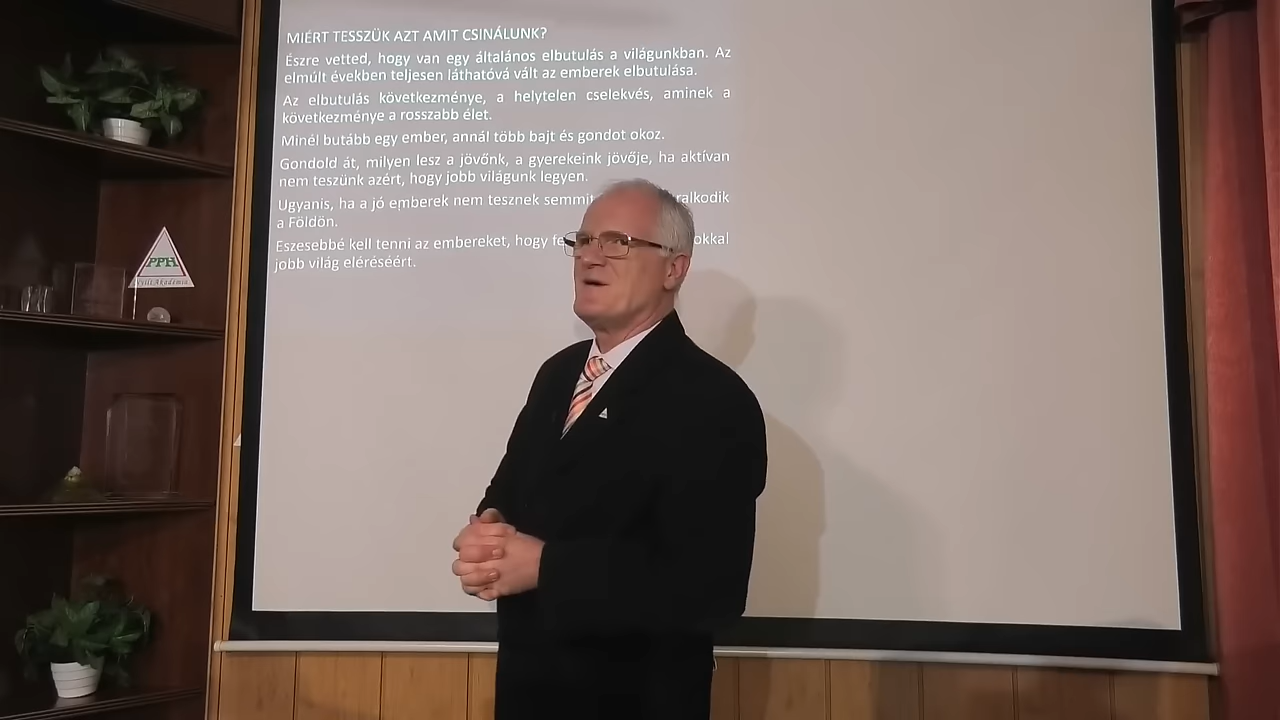 MIÉRT TESSZÜK AZT AMIT CSINÁLUNK?
Észre vetted, hogy van egy általános elbutulás a világunkban. Az
elmúlt években teljesen láthatóvá vált az emberek elbutulása.
Az elbutulás következménye, a helytelen cselekvés, aminek a
következménye a rosszabb élet.
Minél butább egy ember, annál több bajt és gondot okoz.
Gondold át, milyen lesz a jövőnk, a gyerekeink jövője, ha aktívan
nem teszünk azért, hogy jobb világunk legyen.
Ugyanis, ha a jó emberek nem tesznek semmit
a Földön.
Eszesebbé kell tenni az embereket, hogy
jobb világ eléréséért.
PPH
Nyílt Akadémia